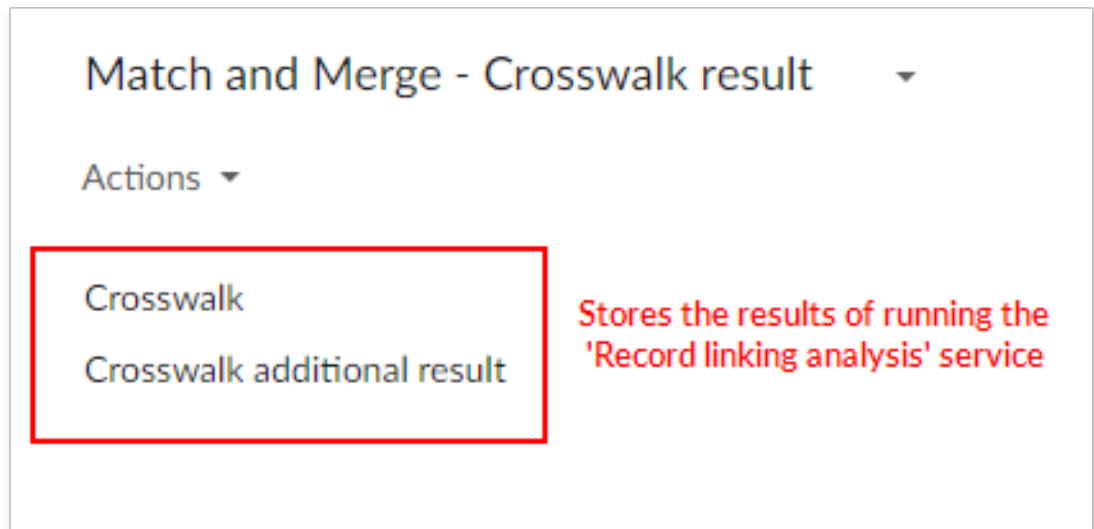 Match and Merge - Crosswalk result
Actions
Crosswalk
Crosswalk additional result
Stores the results of running the
'Record linking analysis' service